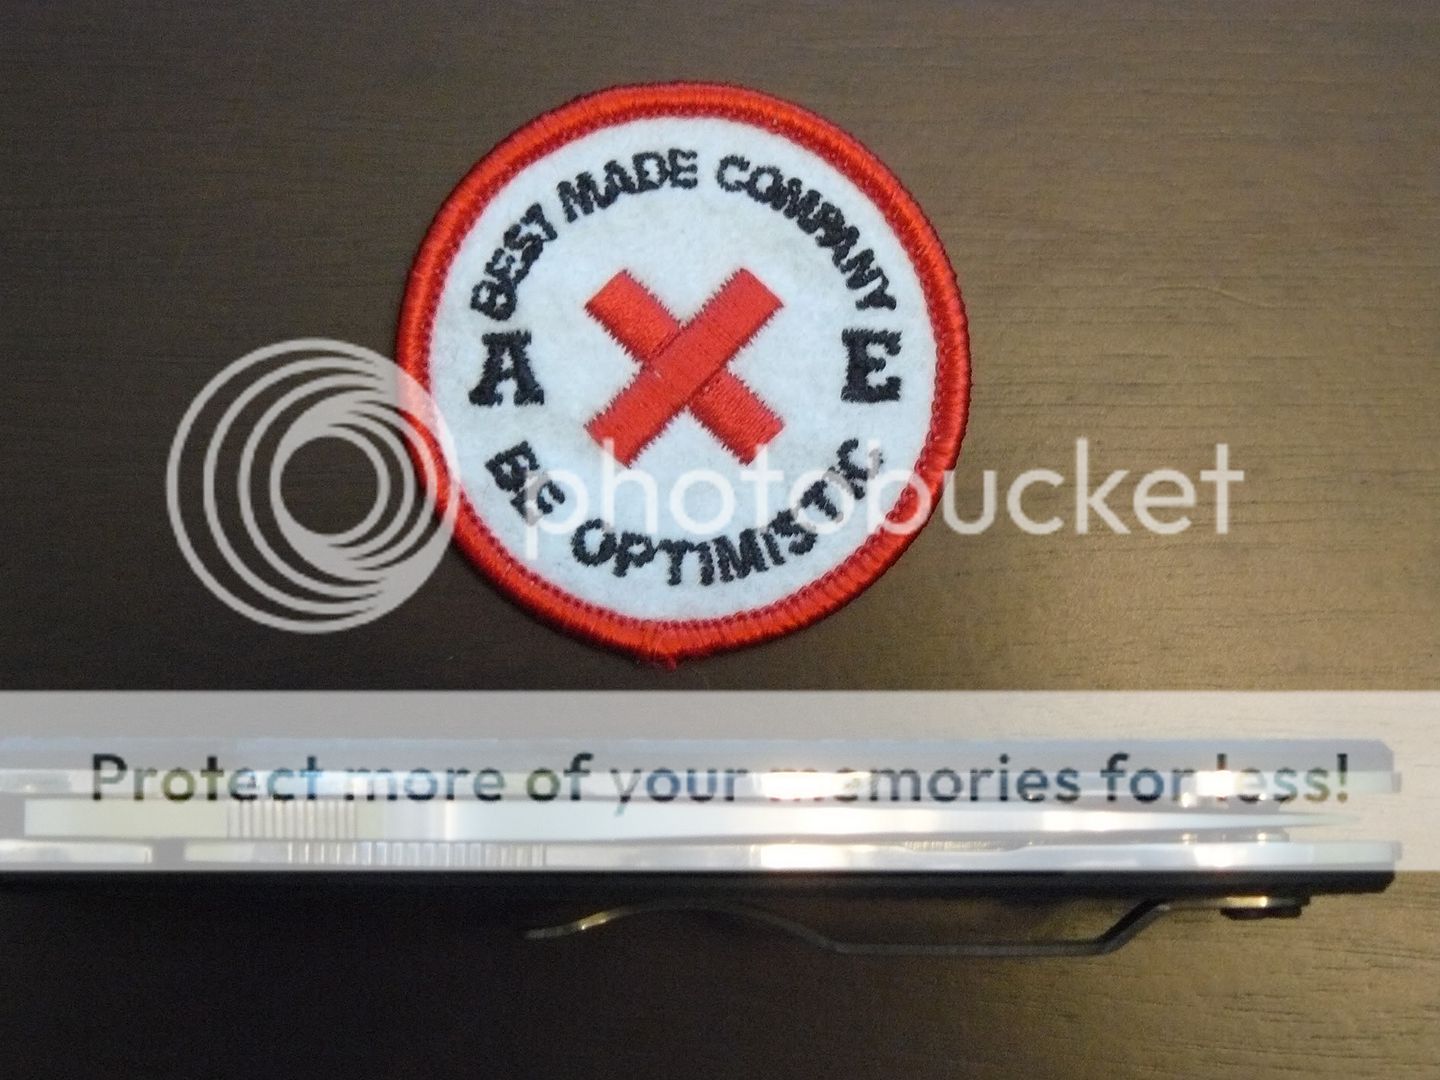 BEST MADE COMPANY
A X E
BE OPTIMISTIC
photobucket
Protect more of your memories for less!